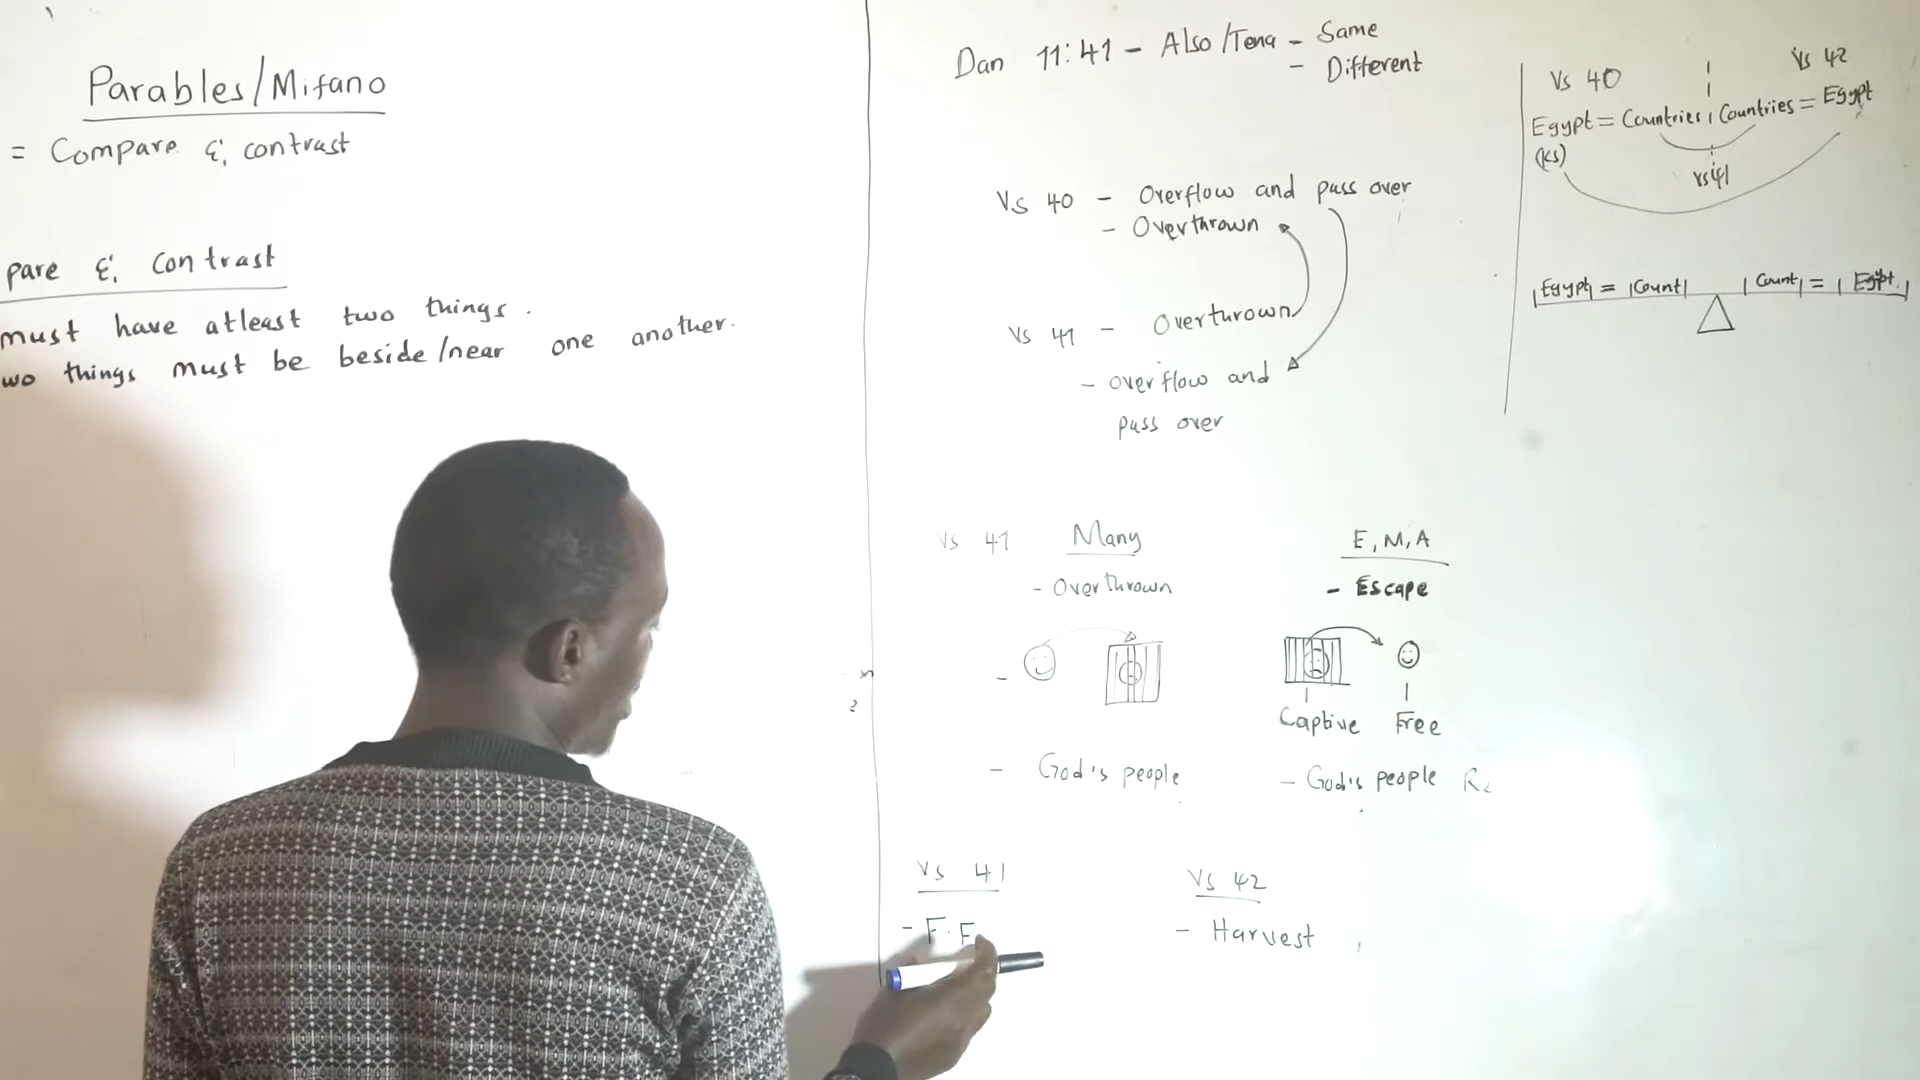 Parables/Mifano
= Compare & contrast
pare & contrast
must have atleast two things.
wo things must be beside/near one another.
Dan 11:41 - Also/Tena - Same
- Different
Vs 40 - Overflow and pass over
- Overthrown
Vs 41 - Overthrown
- overflow and
pass over
Vs 40
Vs 42
Egypt = Countries, Countries = Egypt
(KS)
vs 41
Egypt = Count
Count = Egypt.
Vs 41 Many
- Overthrown
- God's people
E, M, A
- Escape
Captive Free
- God's people
Vs 41
- F.F
Vs 42
- Harvest